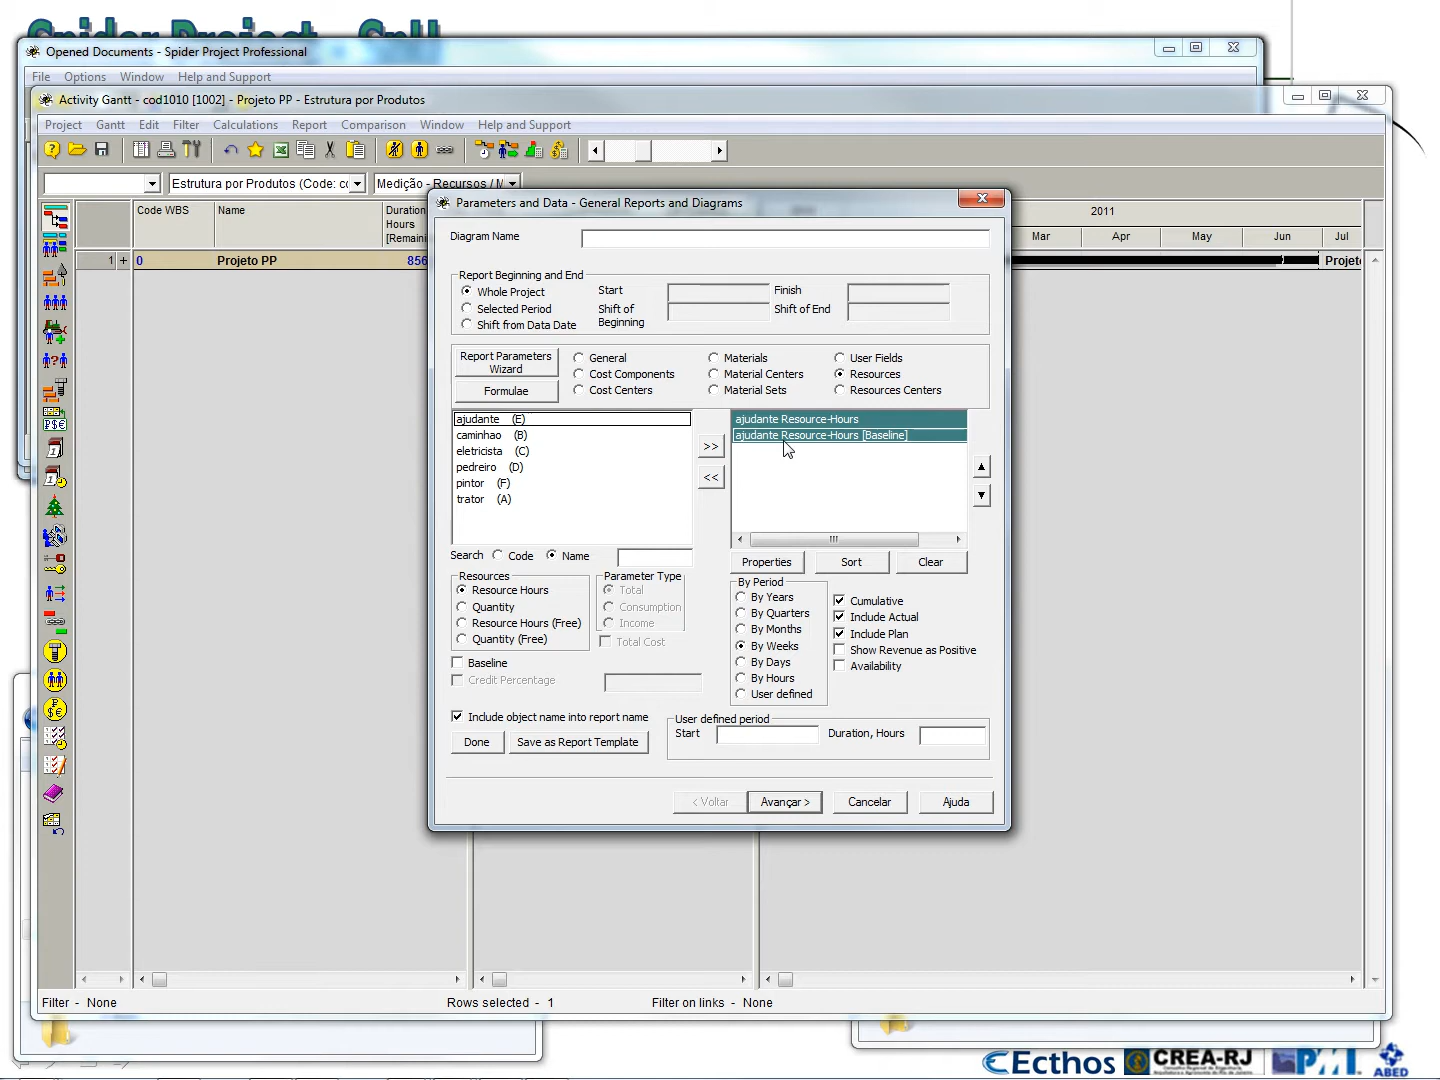 Spider Project - CpU
Opened Documents - Spider Project Professional
File Options Window Help and Support
Activity Gantt - cod1010 [1002] - Projeto PP - Estrutura por Produtos
Project Gantt Edit Filter Calculations Report Comparison Window Help and Support
Estrutura por Produtos (Code: co Medição - Recursos / M
Code WBS Name Duration Hours [Remain
2011
Mar Apr May Jun Jul
1 + 0 Projeto PP 856 Projet
Parameters and Data - General Reports and Diagrams
Diagram Name
Report Beginning and End
Whole Project Start Finish
Selected Period Shift of Beginning Shift of End
Shift from Data Date
Report Parameters Wizard
Formulae
General Materials User Fields
Cost Components Material Centers Resources
Cost Centers Material Sets Resources Centers
ajudante (E)
caminhao (B)
eletricista (C)
pedreiro (D)
pintor (F)
trator (A)
>>
<<
ajudante Resource-Hours
ajudante Resource-Hours [Baseline]
Search Code Name
Properties Sort Clear
Resources
Resource Hours
Quantity
Resource Hours (Free)
Quantity (Free)
Parameter Type
Total
Consumption
Income
Total Cost
By Period
By Years
By Quarters
By Months
By Weeks
By Days
By Hours
User defined
Cumulative
Include Actual
Include Plan
Show Revenue as Positive
Availability
Baseline
Credit Percentage
Include object name into report name
Done Save as Report Template
User defined period
Start Duration, Hours
< Voltar Avançar > Cancelar Ajuda
Filter - None Rows selected - 1 Filter on links - None
Ecthos CREA-RJ PMI ABED